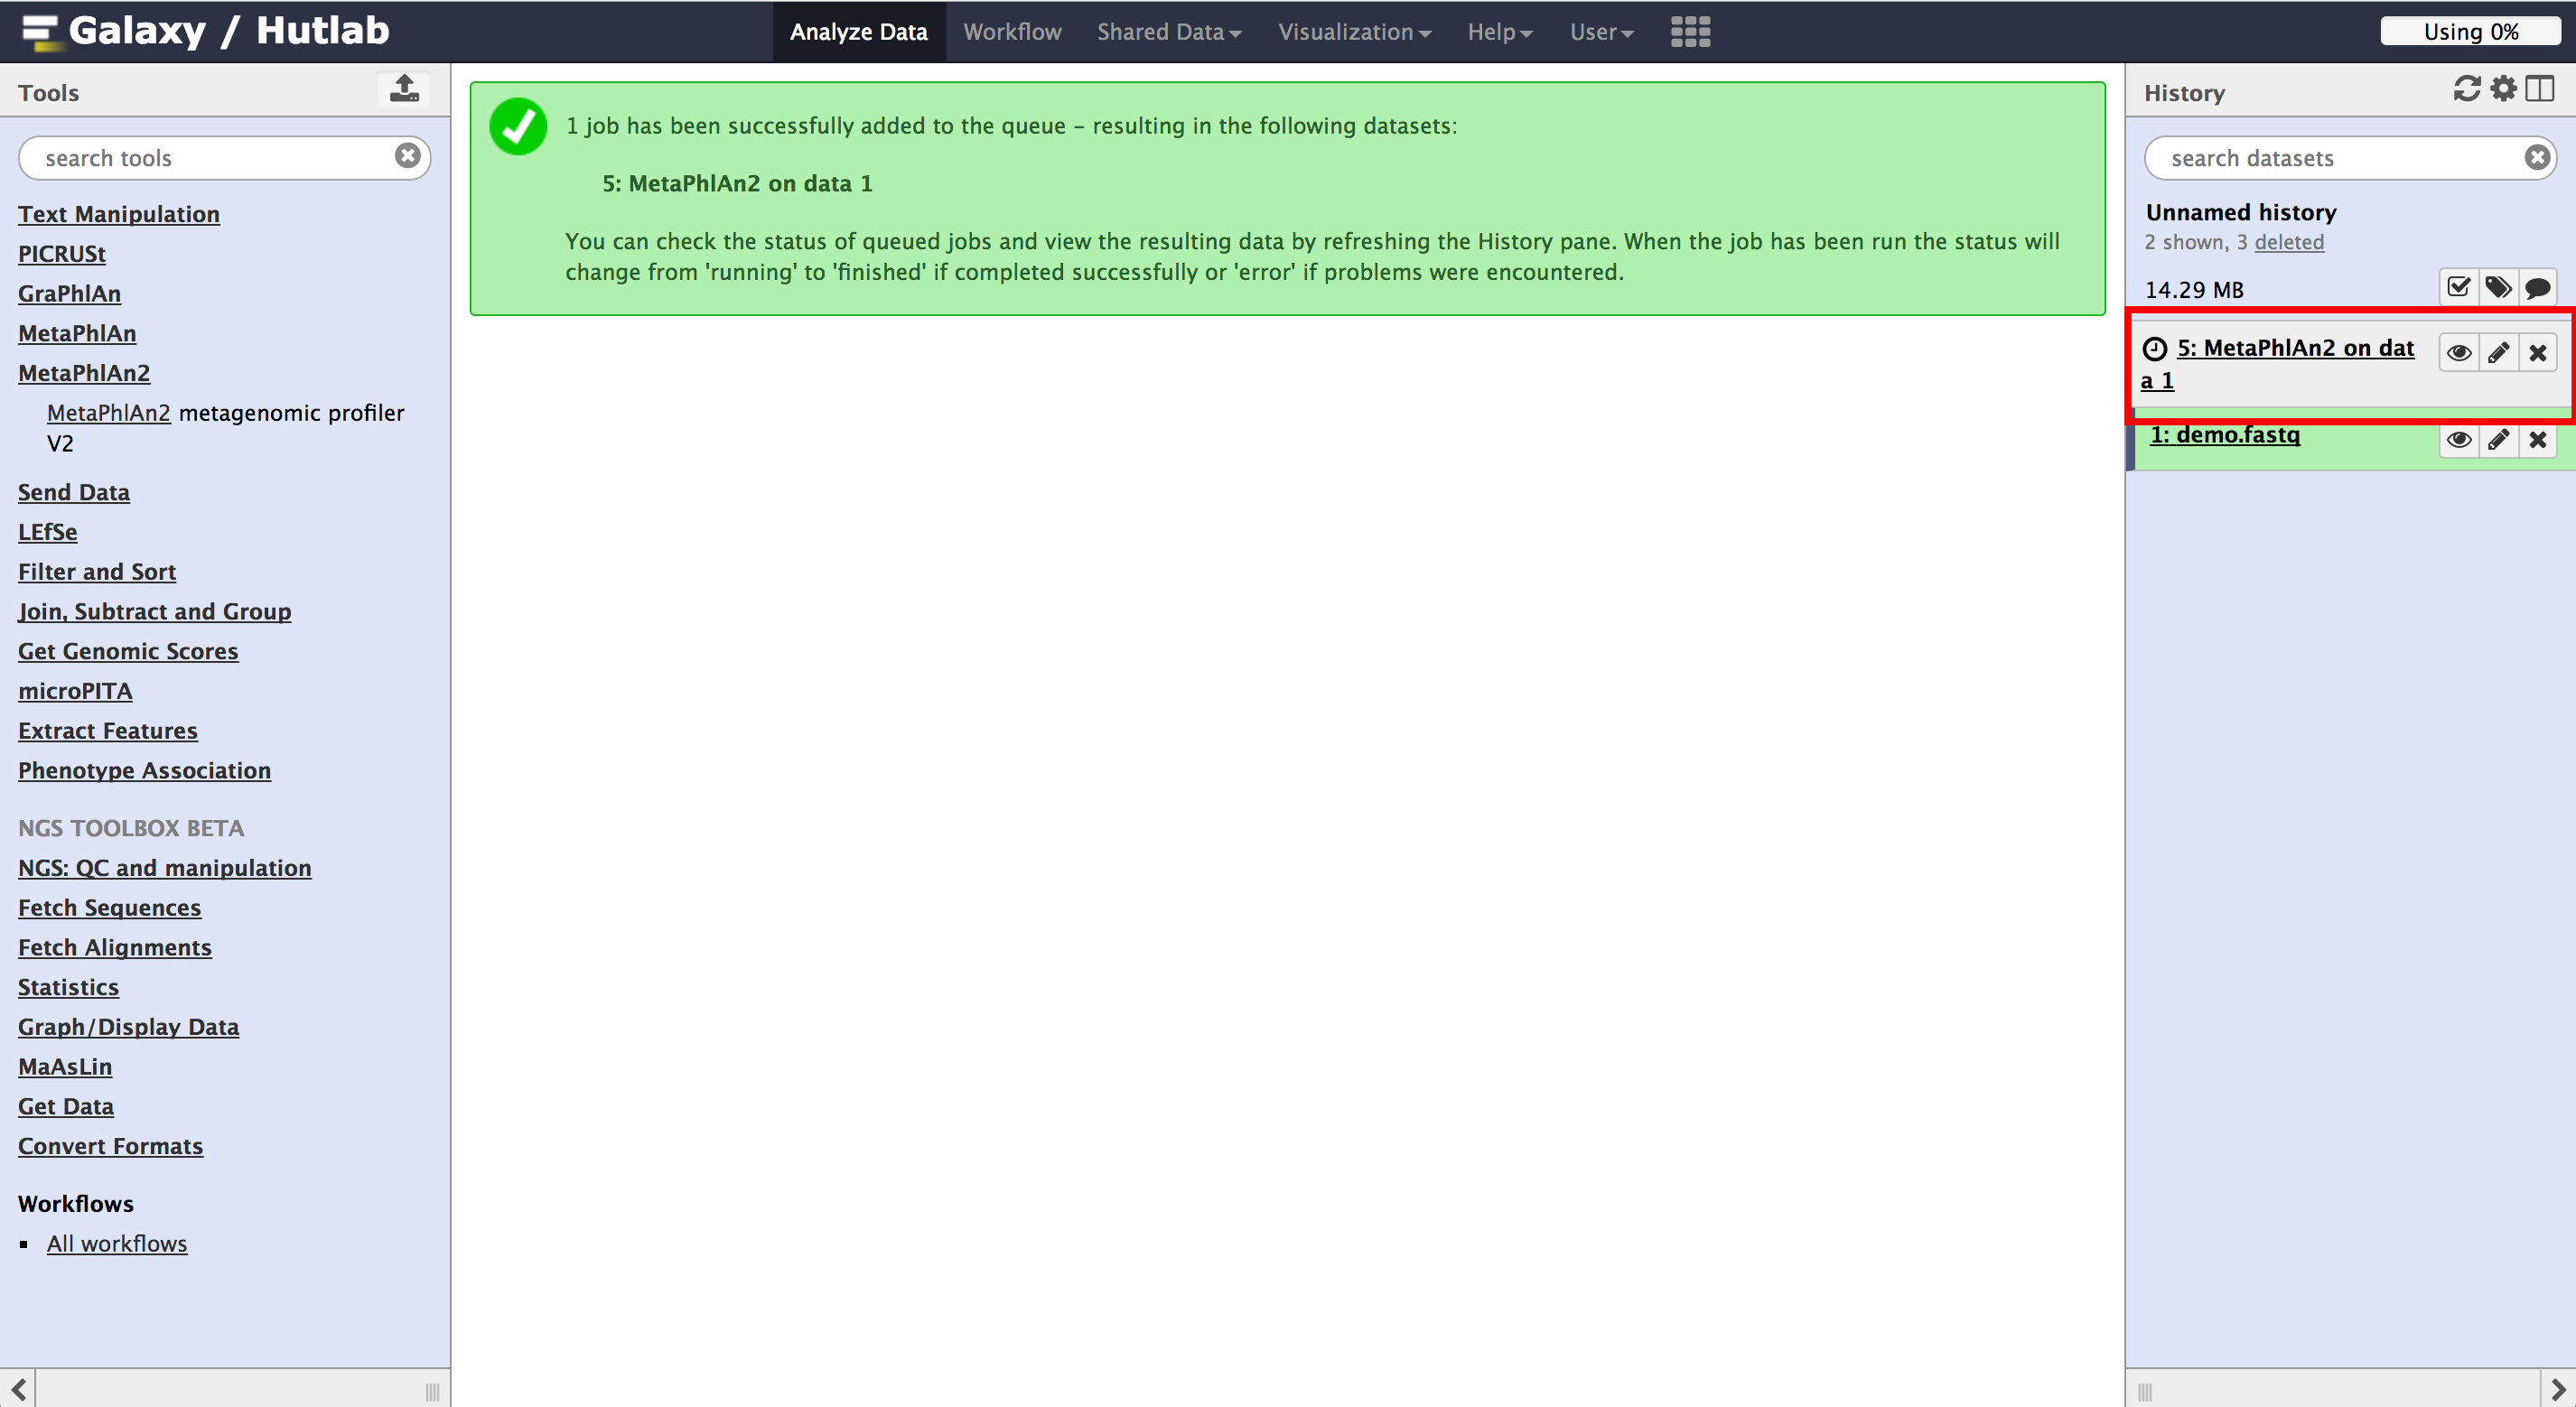 Galaxy / Hutlab
Analyze Data
Workflow
Shared Data
Visualization
Help
User
Using 0%
Tools
search tools
Text Manipulation
PICRUSt
GraPhlAn
MetaPhlAn
MetaPhlAn2
MetaPhlAn2 metagenomic profiler
V2
Send Data
LEfSe
Filter and Sort
Join, Subtract and Group
Get Genomic Scores
microPITA
Extract Features
Phenotype Association
NGS TOOLBOX BETA
NGS: QC and manipulation
Fetch Sequences
Fetch Alignments
Statistics
Graph/Display Data
MaAsLin
Get Data
Convert Formats
Workflows
All workflows
1 job has been successfully added to the queue – resulting in the following datasets:
5: MetaPhlAn2 on data 1
You can check the status of queued jobs and view the resulting data by refreshing the History pane. When the job has been run the status will
change from 'running' to 'finished' if completed successfully or 'error' if problems were encountered.
History
search datasets
Unnamed history
2 shown, 3 deleted
14.29 MB
5: MetaPhlAn2 on dat
a 1
1: demo.fastq